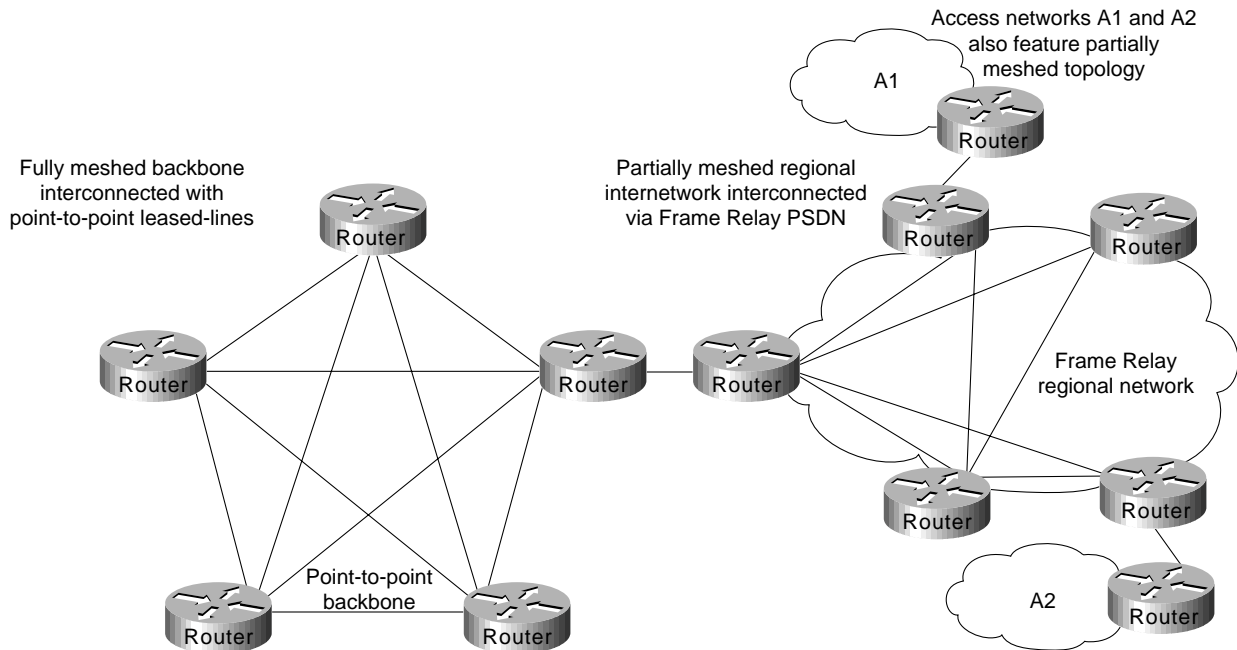 Access networks A1 and A2
also feature partially
meshed topology
A1
Router
Fully meshed backbone
interconnected with
point-to-point leased-lines
Partially meshed regional
internetwork interconnected
via Frame Relay PSDN
Router
Router
Router
Router
Router
Router
Frame Relay
regional network
Router
Router
Point-to-point
backbone
Router
Router
A2
Router